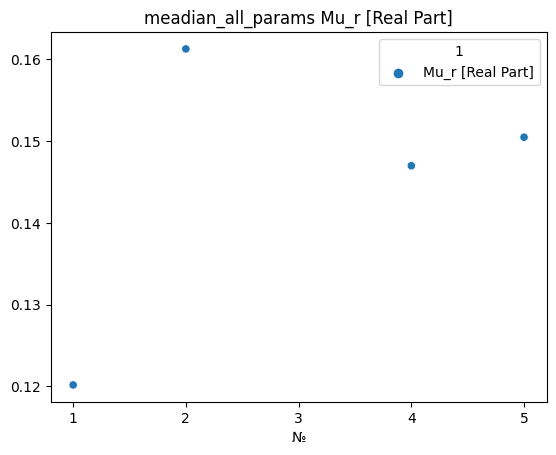 meadian_all_params Mu_r [Real Part]
1
Mu_r [Real Part]
0.16
0.15
0.14
0.13
0.12
1 2 3 4 5
№